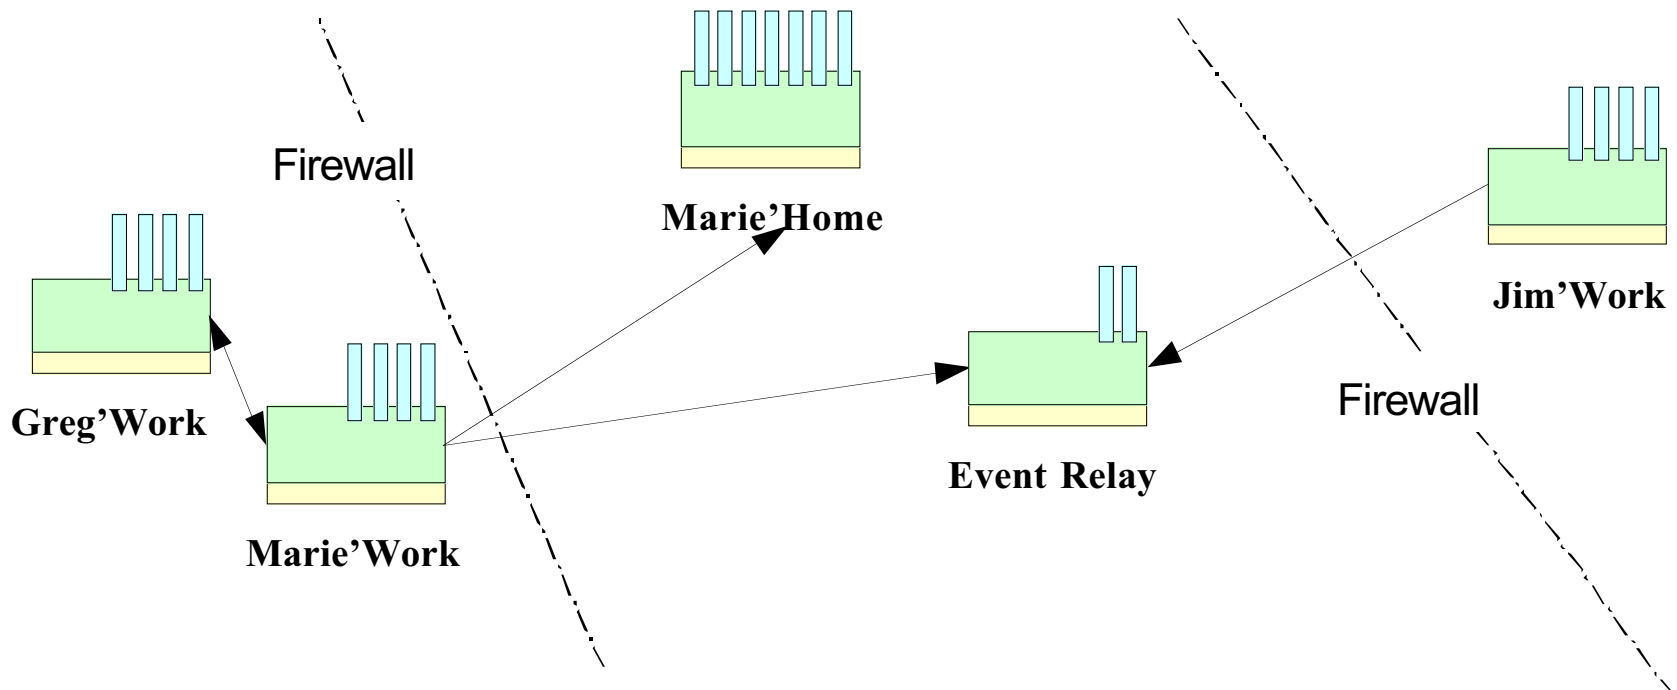 Firewall
Marie’Home
Jim’Work
Firewall
Greg’Work
Event Relay
Marie’Work